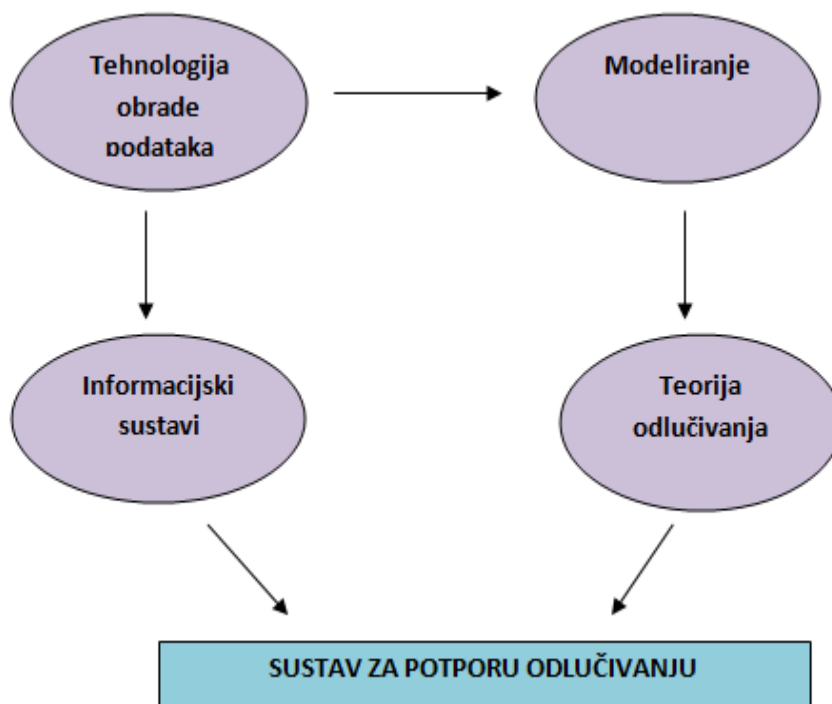 Tehnologija
obrade
podataka
Modeliranje
Informacijski
sustavi
Teorija
odlučivanja
SUSTAV ZA POTPORU ODLUČIVANJU